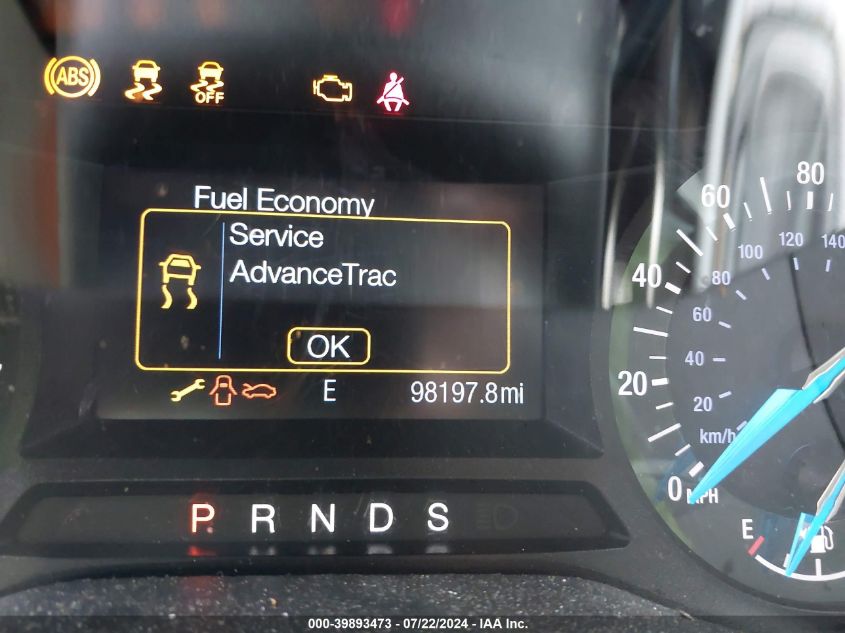 ABS
OFF
Fuel Economy
Service
AdvanceTrac
OK
E
98197.8mi
P R N D S
0
20
40
60
80
20
40
60
80
100
120
140
km/h
MPH
E
000-39893473 - 07/22/2024 - IAA Inc.